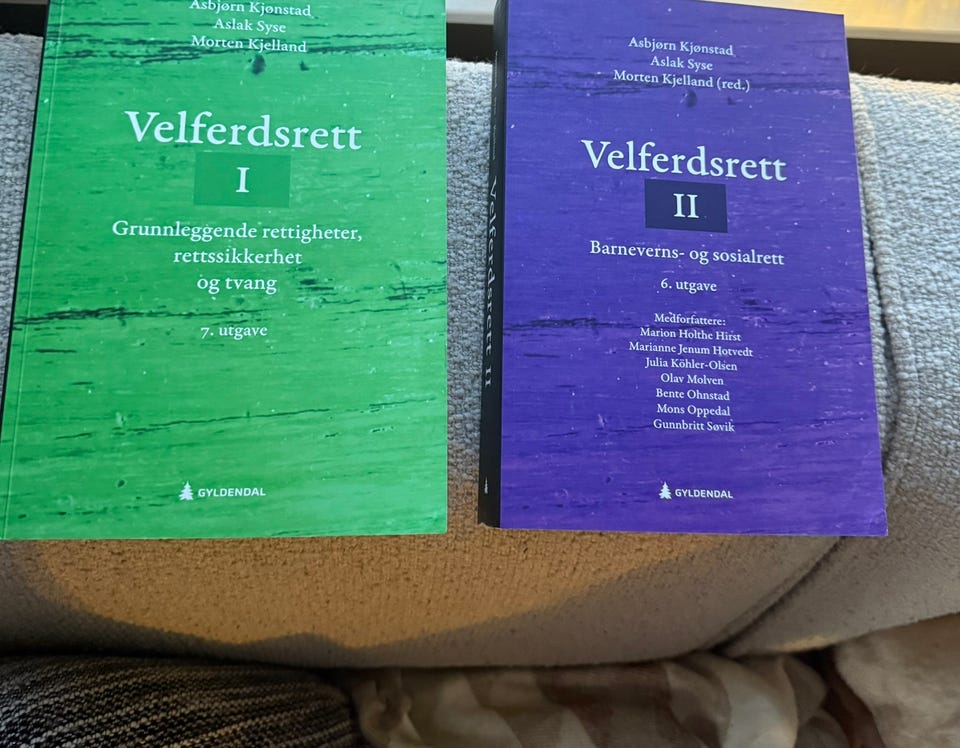 Asbjørn Kjønstad
Aslak Syse
Morten Kjelland
Velferdsrett
I
Grunnleggende rettigheter,
rettssikkerhet
og tvang
7. utgave
GYLDENDAL
Velferdsrett II
Asbjørn Kjønstad
Aslak Syse
Morten Kjelland (red.)
Velferdsrett
II
Barneverns- og sosialrett
6. utgave
Medforfattere:
Marion Holthe Hirst
Marianne Jenum Hotvedt
Julia Köhler-Olsen
Olav Molven
Bente Ohnstad
Mons Oppedal
Gunnbritt Søvik
GYLDENDAL